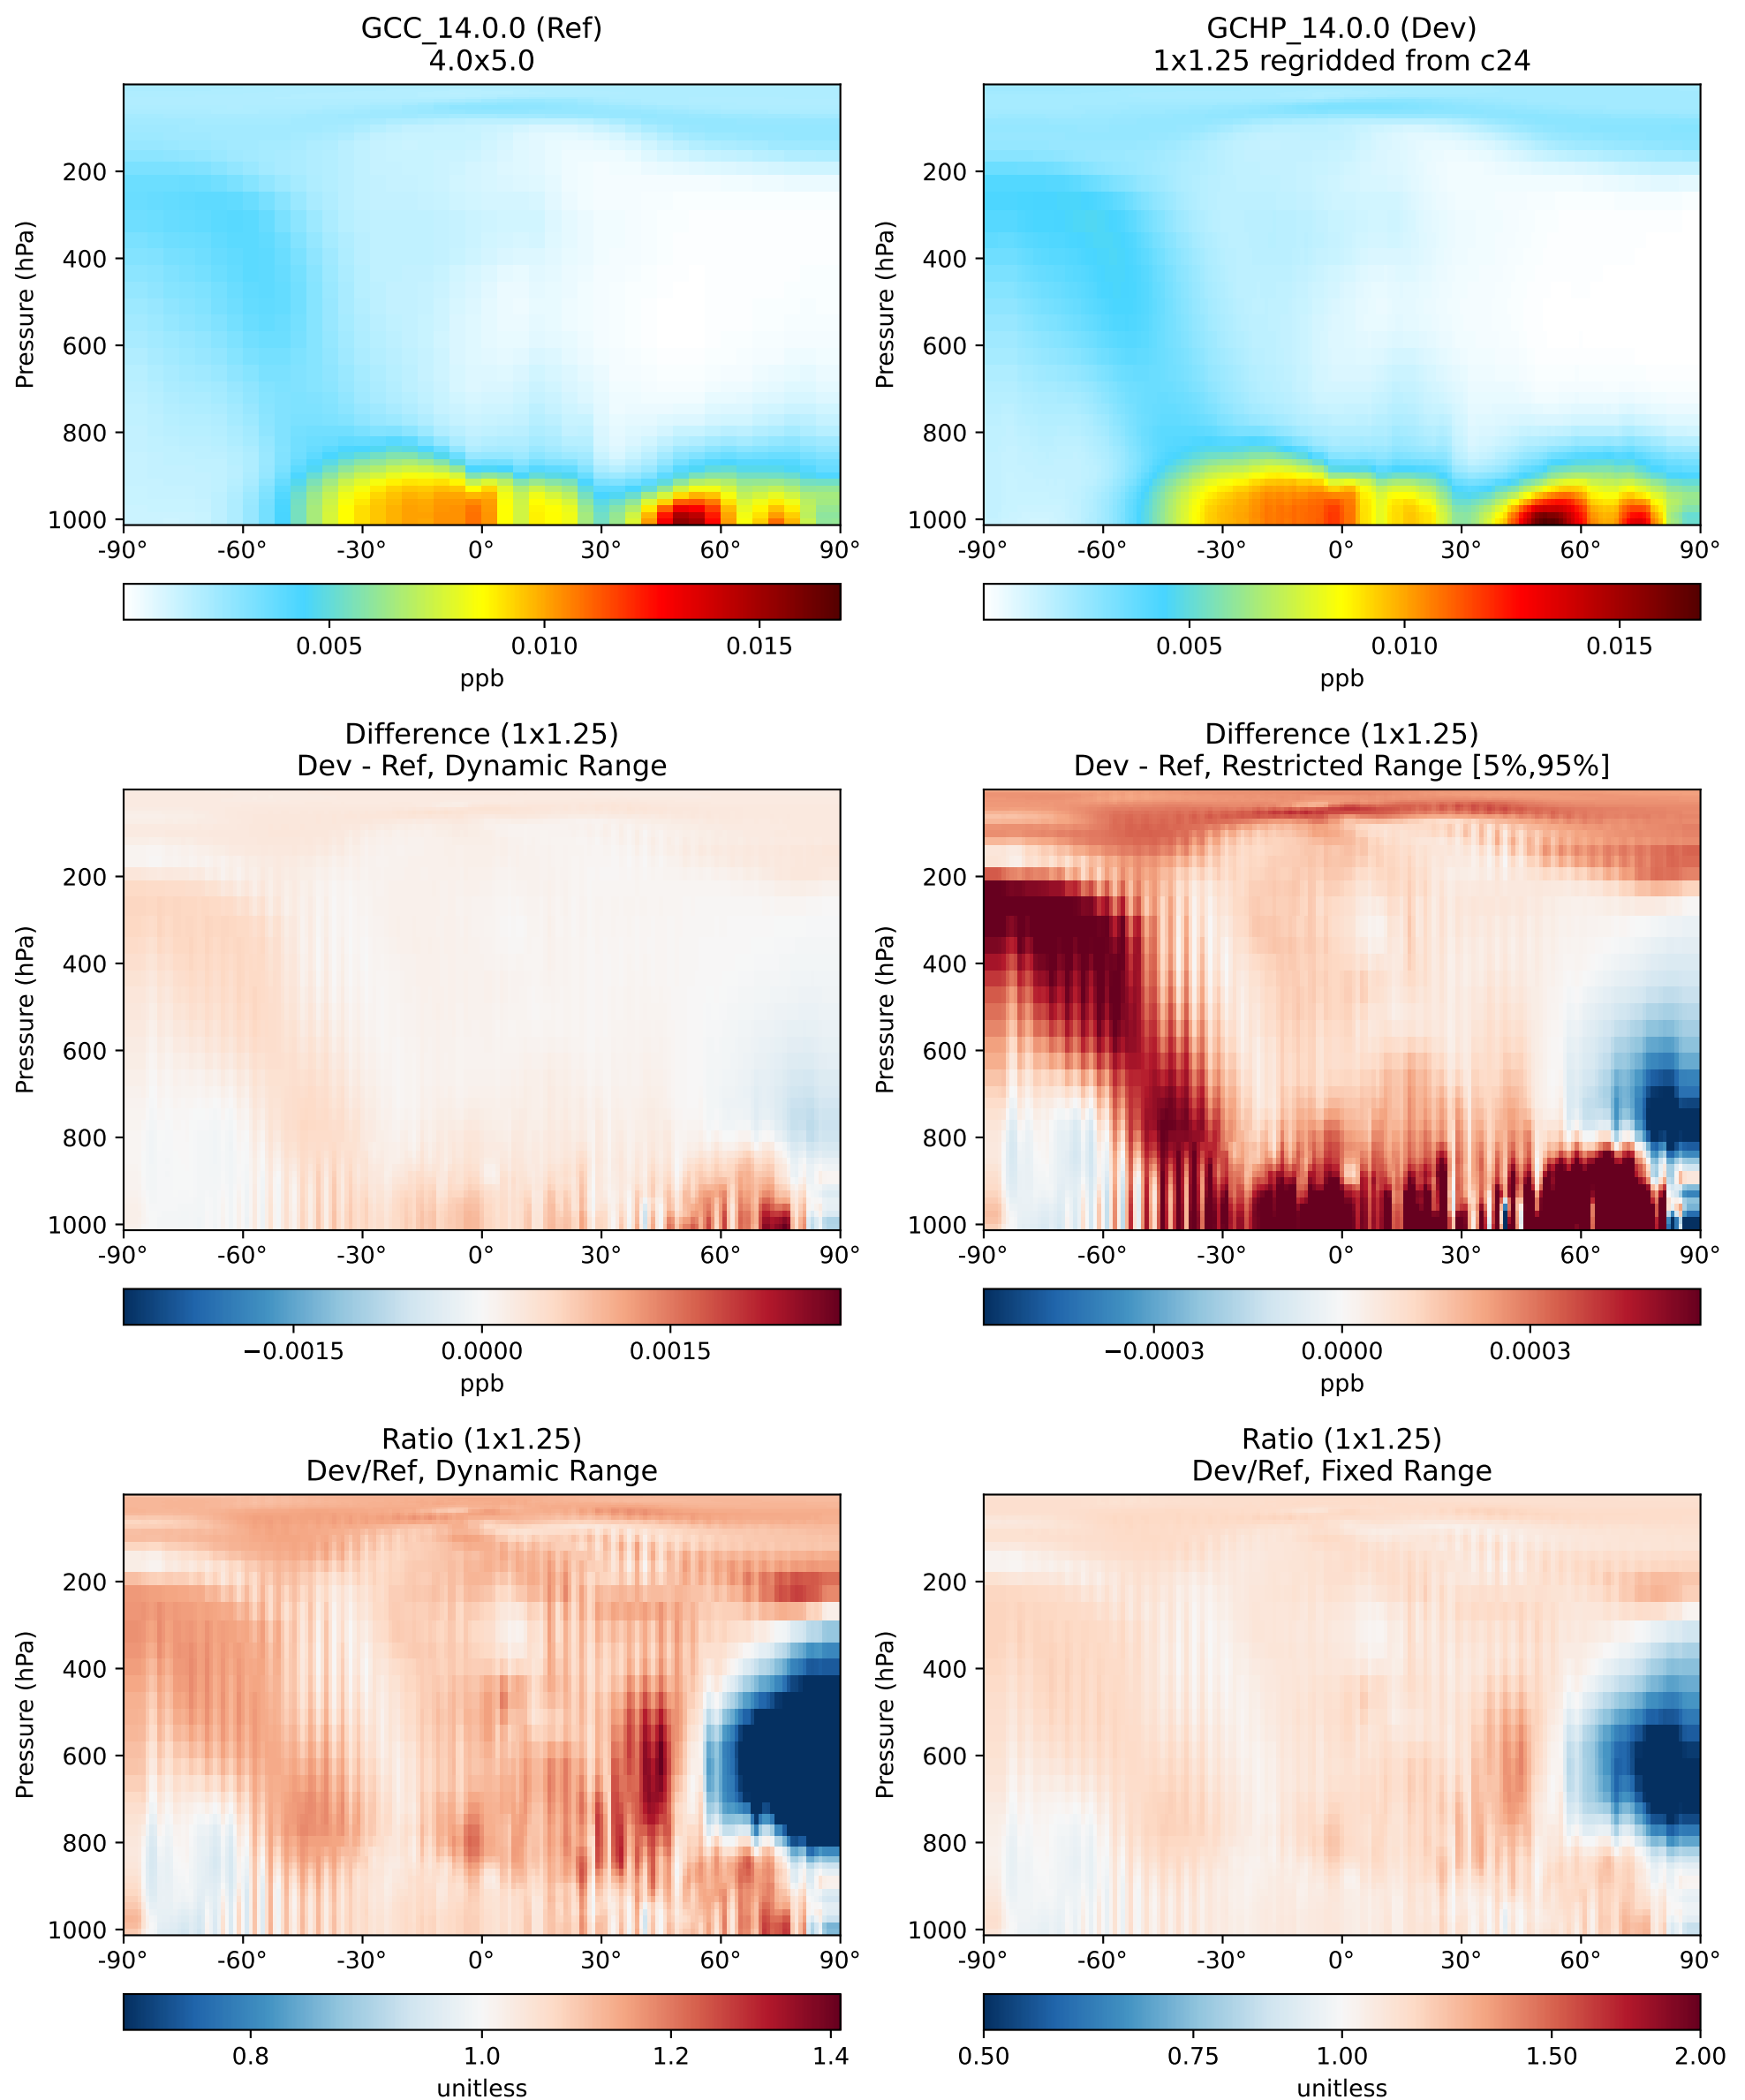 GCC_14.0.0 (Ref)
4.0x5.0
GCHP_14.0.0 (Dev)
1x1.25 regridded from c24
Pressure (hPa)
200
400
600
800
1000
-90° -60° -30° 0° 30° 60° 90°
0.005 0.010 0.015
ppb
Pressure (hPa)
200
400
600
800
1000
-90° -60° -30° 0° 30° 60° 90°
0.005 0.010 0.015
ppb
Difference (1x1.25)
Dev - Ref, Dynamic Range
Difference (1x1.25)
Dev - Ref, Restricted Range [5%,95%]
Pressure (hPa)
200
400
600
800
1000
-90° -60° -30° 0° 30° 60° 90°
−0.0015 0.0000 0.0015
ppb
Pressure (hPa)
200
400
600
800
1000
-90° -60° -30° 0° 30° 60° 90°
−0.0003 0.0000 0.0003
ppb
Ratio (1x1.25)
Dev/Ref, Dynamic Range
Ratio (1x1.25)
Dev/Ref, Fixed Range
Pressure (hPa)
200
400
600
800
1000
-90° -60° -30° 0° 30° 60° 90°
0.8 1.0 1.2 1.4
unitless
Pressure (hPa)
200
400
600
800
1000
-90° -60° -30° 0° 30° 60° 90°
0.50 0.75 1.00 1.50 2.00
unitless